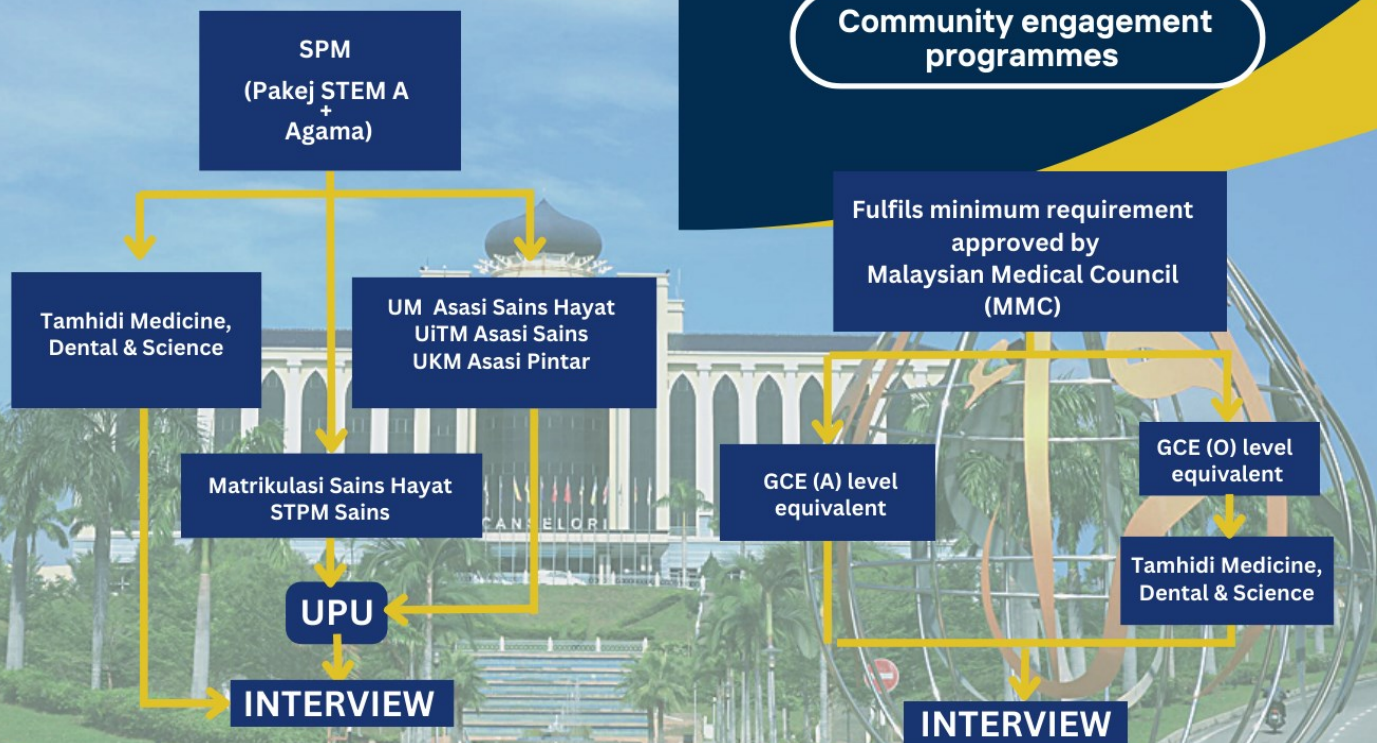 Community engagement
programmes
SPM
(Pakej STEM A
+
Agama)
Tamhidi Medicine,
Dental & Science
UM Asasi Sains Hayat
UiTM Asasi Sains
UKM Asasi Pintar
Matrikulasi Sains Hayat
STPM Sains
CANSELORI
UPU
INTERVIEW
Fulfils minimum requirement
approved by
Malaysian Medical Council
(MMC)
GCE (A) level
equivalent
GCE (O) level
equivalent
Tamhidi Medicine,
Dental & Science
INTERVIEW